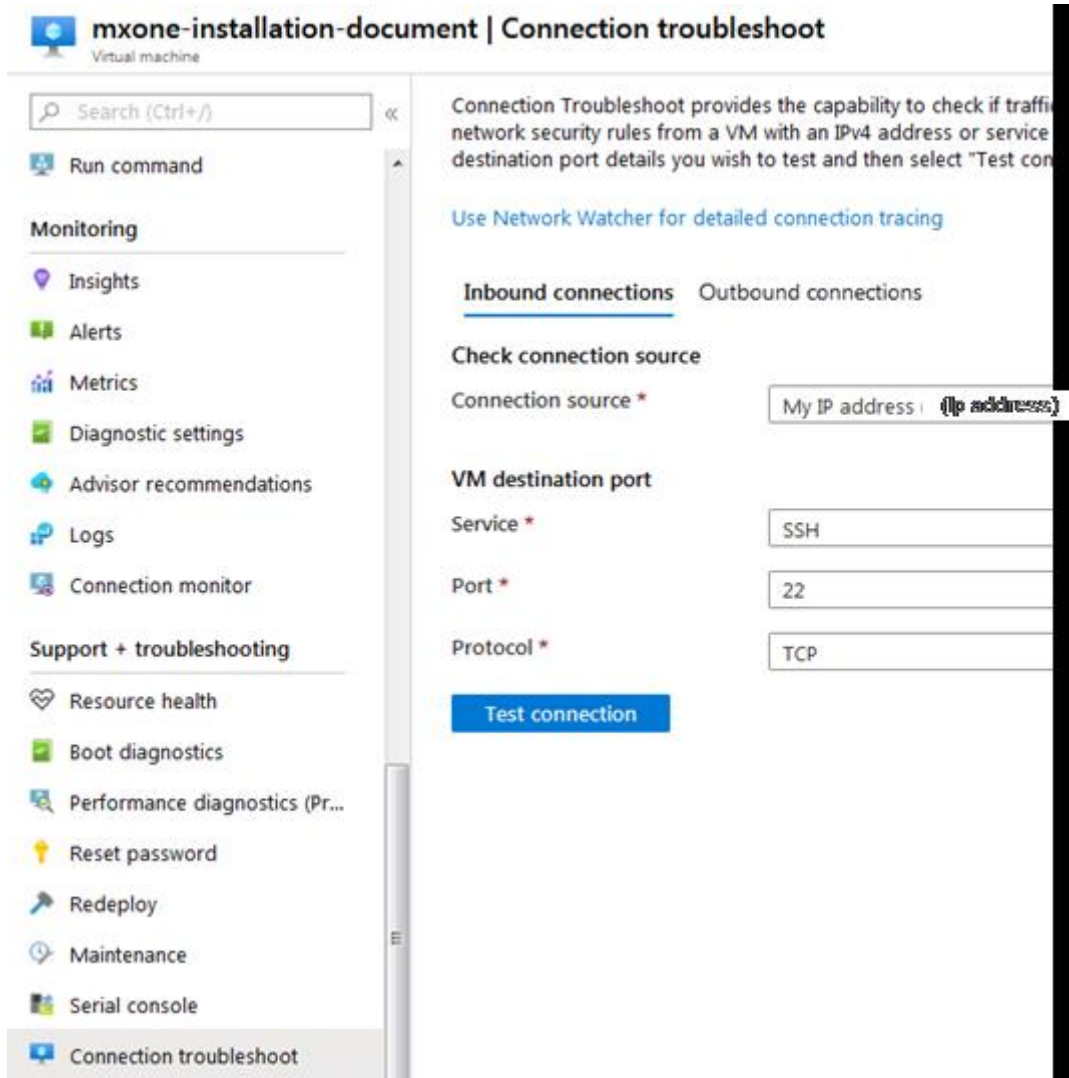 mxone-installation-document | Connection troubleshoot
Virtual machine
Search (Ctrl+/)
«
Run command
Monitoring
Insights
Alerts
Metrics
Diagnostic settings
Advisor recommendations
Logs
Connection monitor
Support + troubleshooting
Resource health
Boot diagnostics
Performance diagnostics (Pr...
Reset password
Redeploy
Maintenance
Serial console
Connection troubleshoot
Connection Troubleshoot provides the capability to check if traffi
network security rules from a VM with an IPv4 address or service
destination port details you wish to test and then select "Test con
Use Network Watcher for detailed connection tracing
Inbound connections Outbound connections
Check connection source
Connection source * My IP address (Ip address)
VM destination port
Service * SSH
Port * 22
Protocol * TCP
Test connection